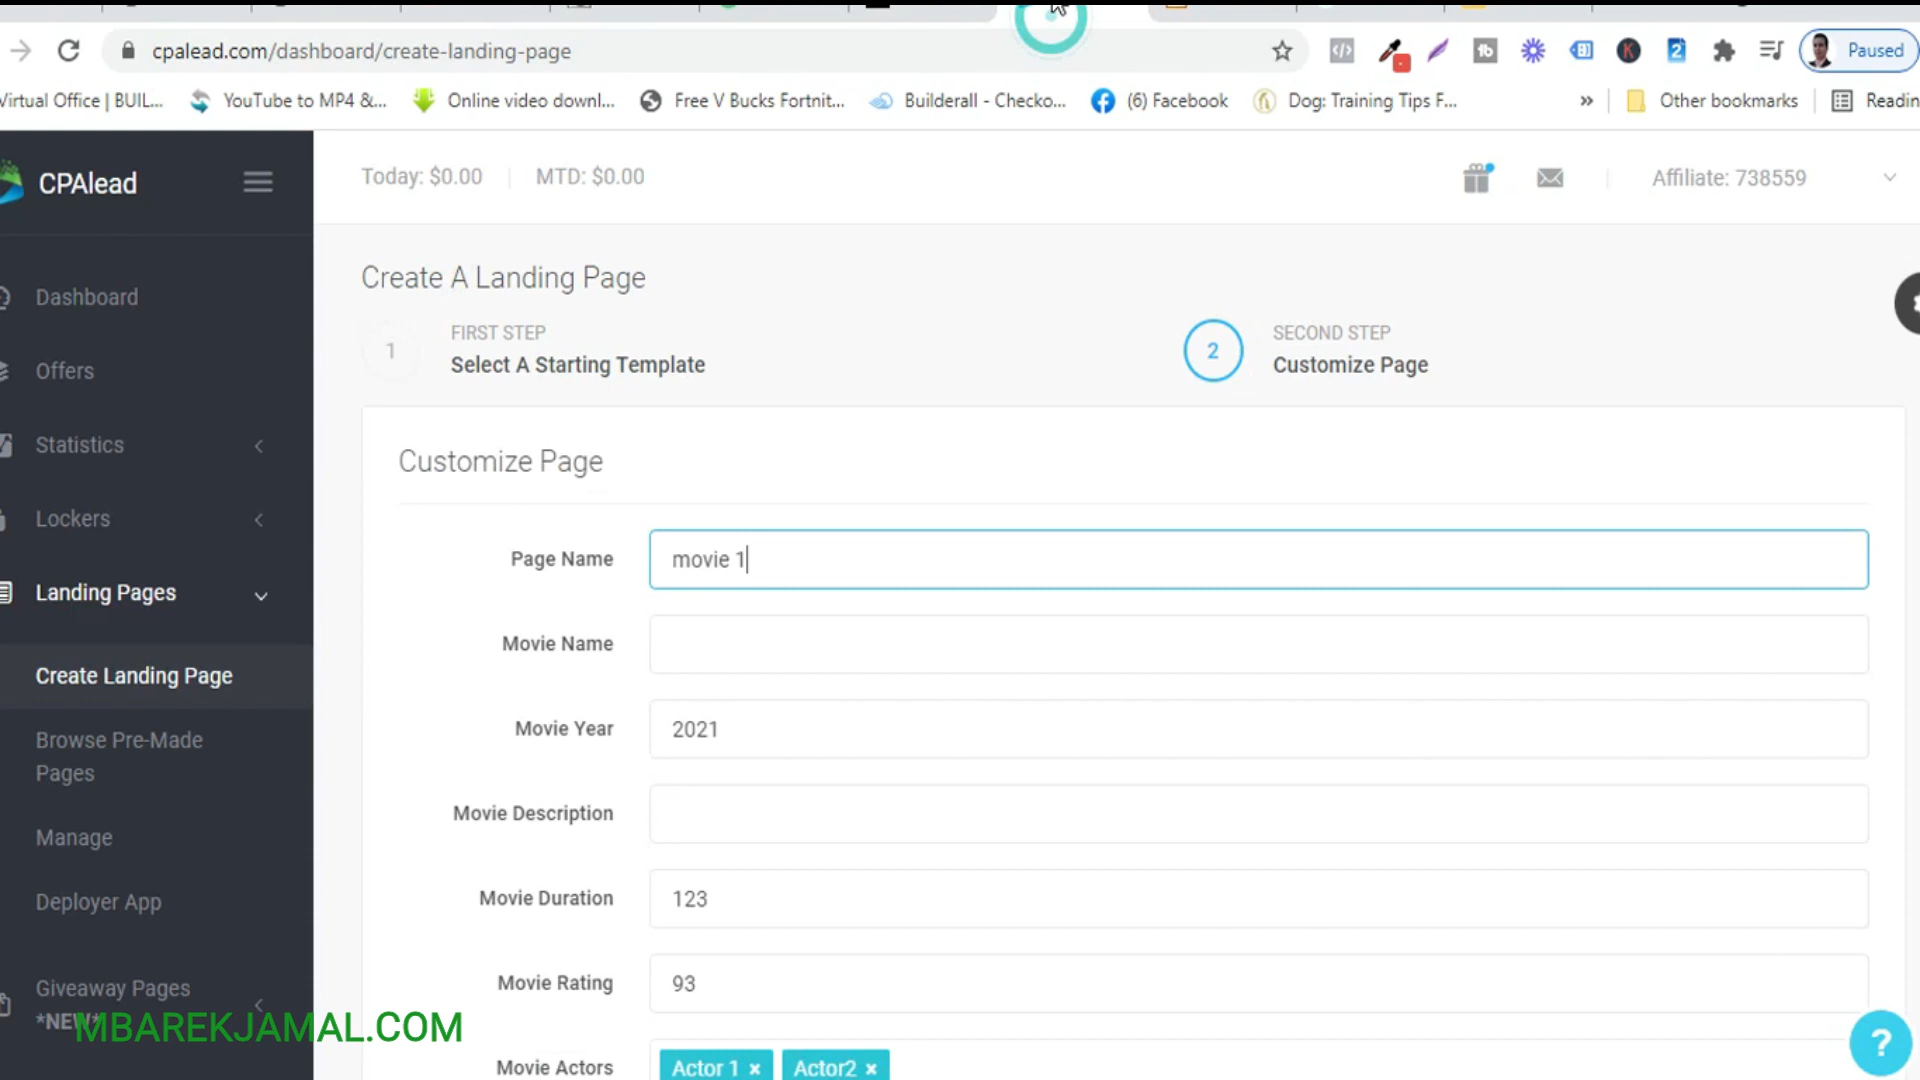 cpalead.com/dashboard/create-landing-page
Paused
Virtual Office | BUIL...
YouTube to MP4 &...
Online video downl...
Free V Bucks Fortnit...
Builderall - Checko...
(6) Facebook
Dog: Training Tips F...
»
Other bookmarks
Readin
CPAlead
Today: $0.00
MTD: $0.00
Affiliate: 738559
Dashboard
Offers
Statistics
Lockers
Landing Pages
Create Landing Page
Browse Pre-Made
Pages
Manage
Deployer App
Giveaway Pages
*NEW*
MBAREKJAMAL.COM
Create A Landing Page
1
FIRST STEP
Select A Starting Template
2
SECOND STEP
Customize Page
Customize Page
Page Name
movie 1
Movie Name
Movie Year
2021
Movie Description
Movie Duration
123
Movie Rating
93
Movie Actors
Actor 1 ×
Actor2 ×
?